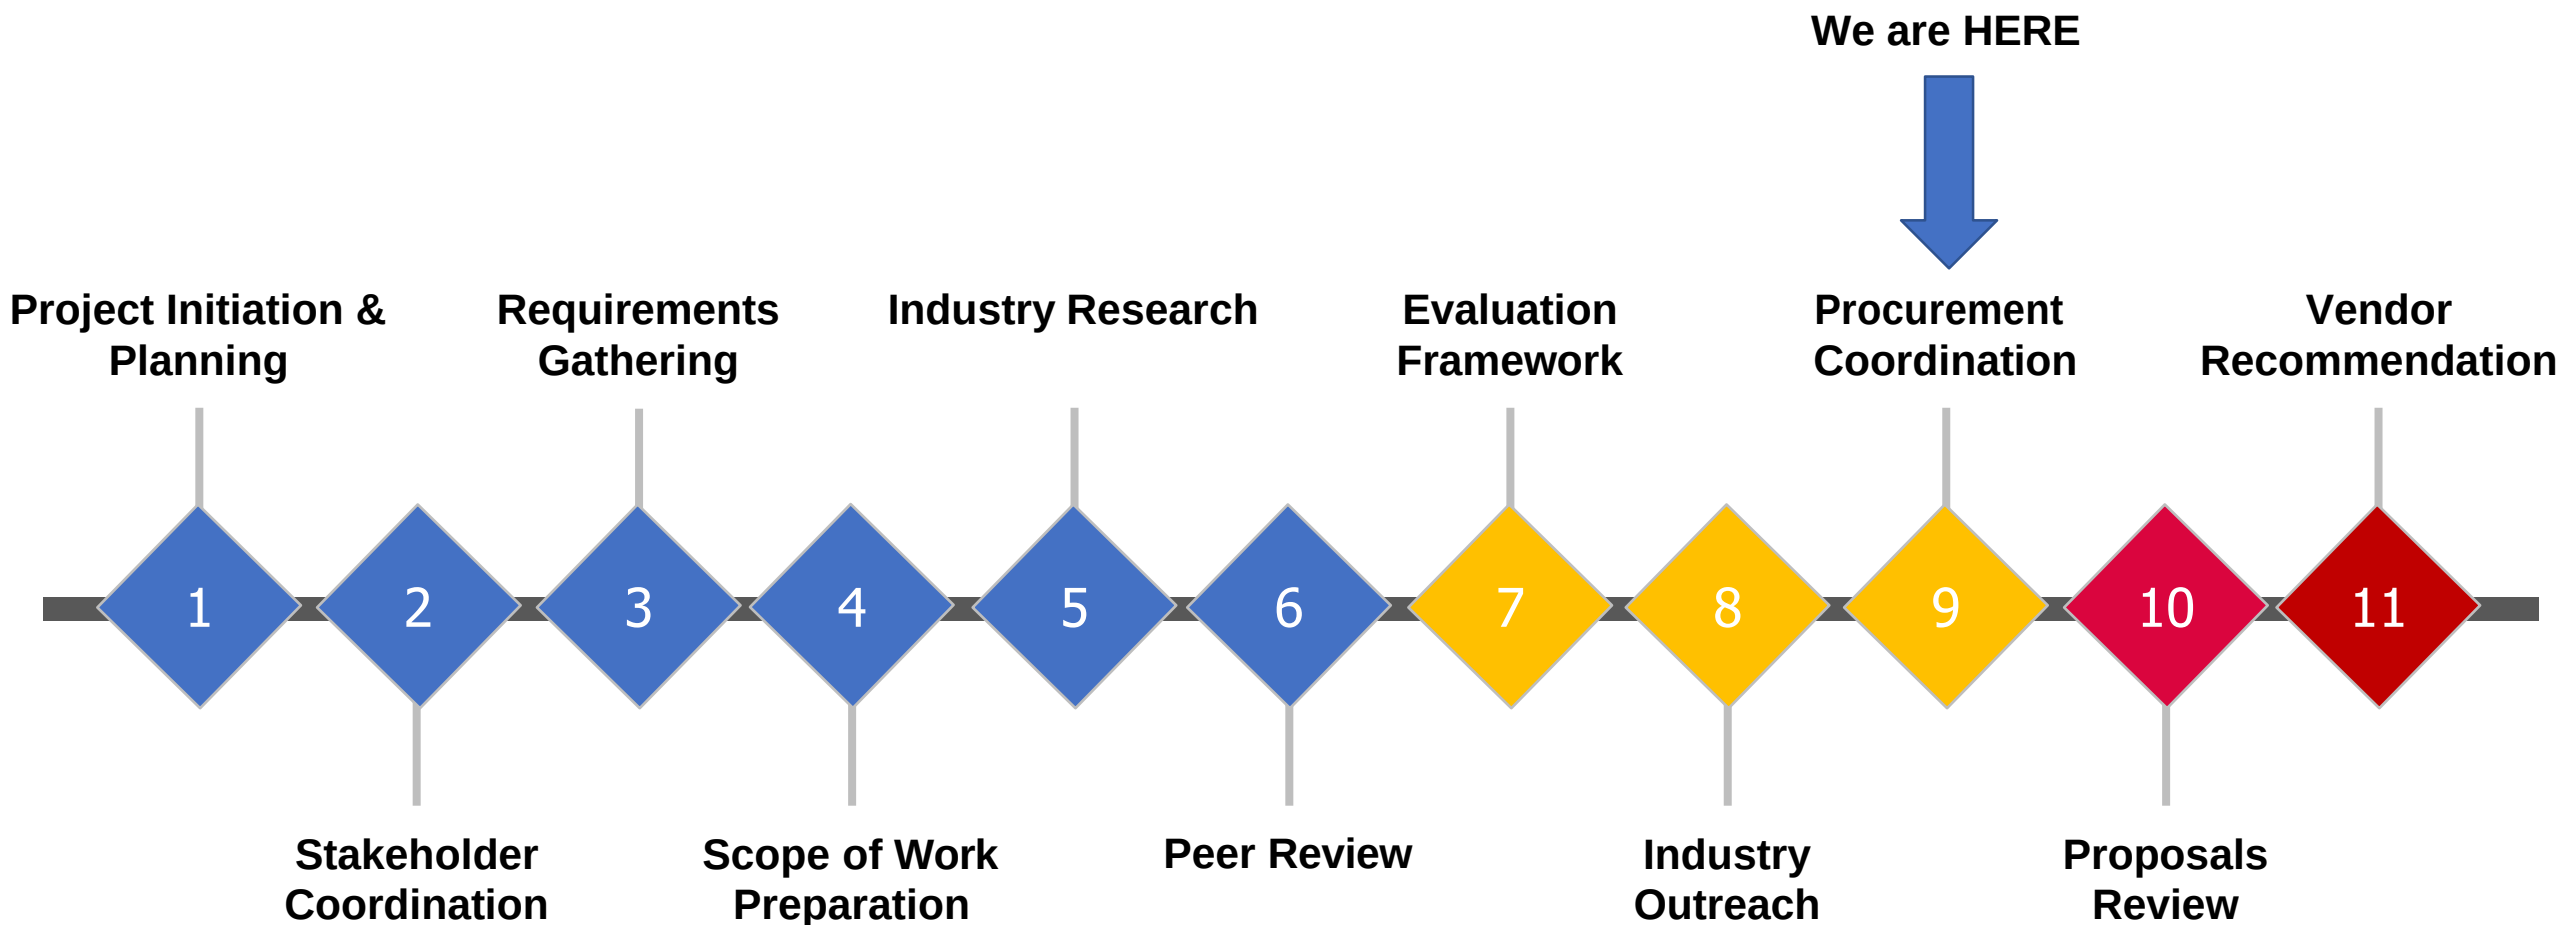 We are HERE
Project Initiation &
Planning
Requirements
Gathering
Industry Research
Evaluation
Framework
Procurement
Coordination
Vendor
Recommendation
1
2
3
4
5
6
7
8
9
10
11
Stakeholder
Coordination
Scope of Work
Preparation
Peer Review
Industry
Outreach
Proposals
Review